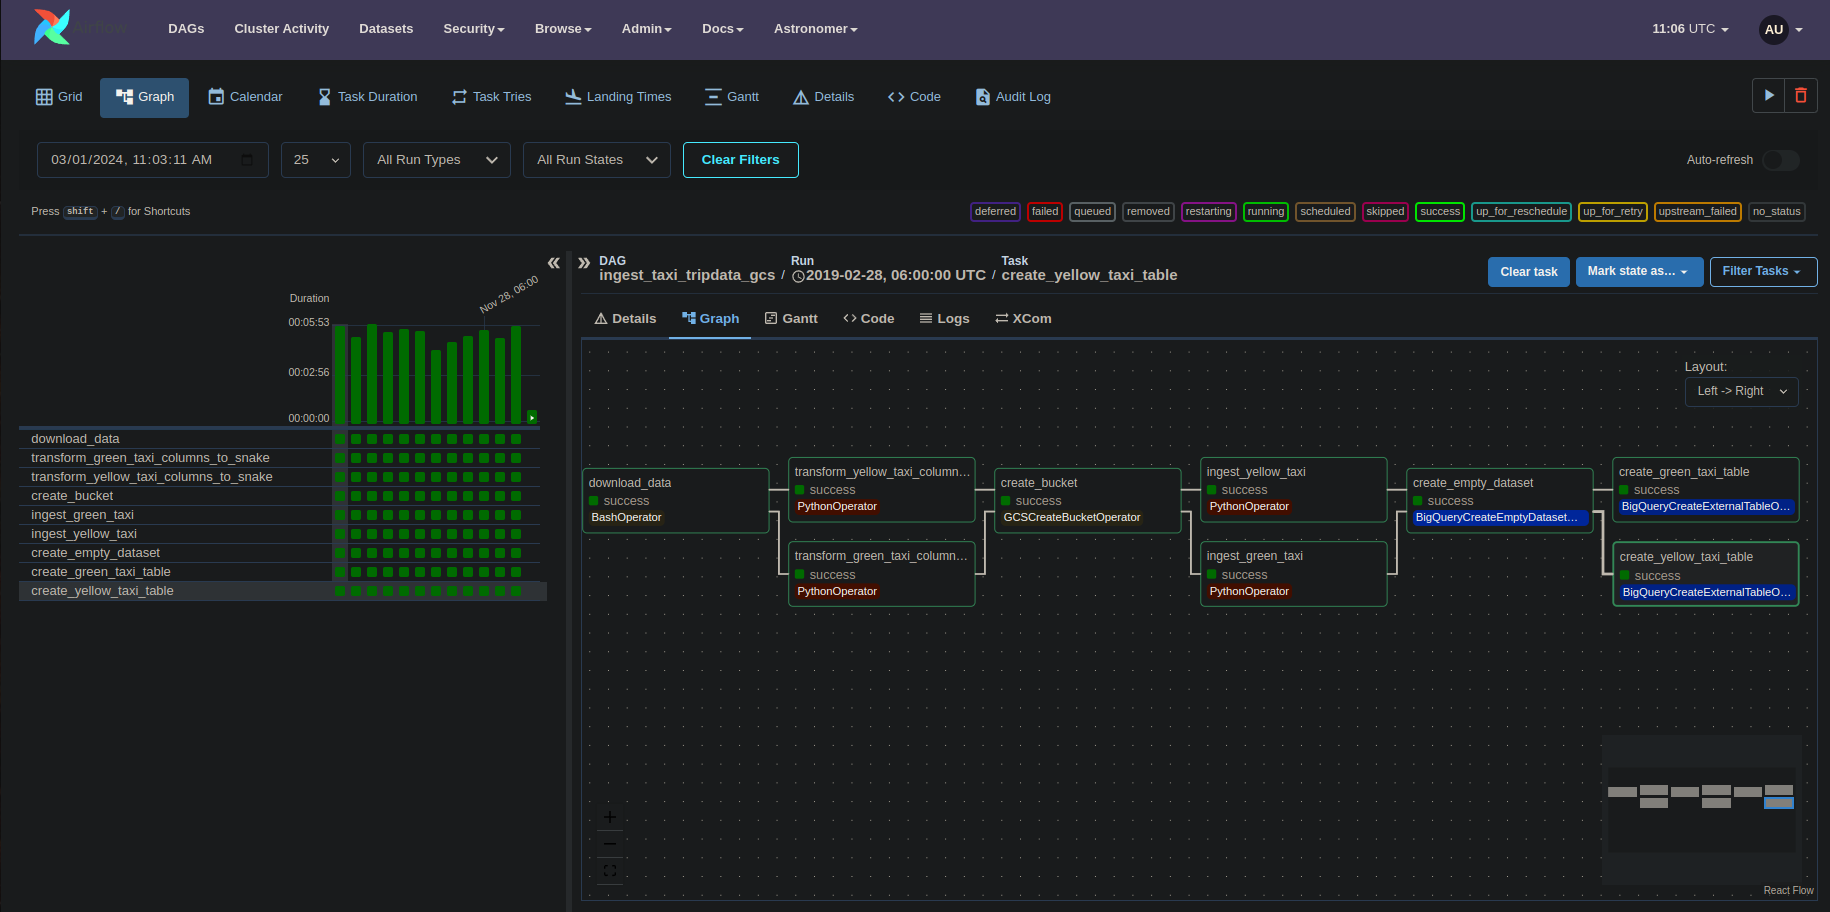 Airflow DAGs Cluster Activity Datasets Security Browse Admin Docs Astronomer 11:06 UTC AU
Grid Graph Calendar Task Duration Task Tries Landing Times Gantt Details Code Audit Log
03/01/2024, 11:03:11 AM 25 All Run Types All Run States Clear Filters Auto-refresh
Press shift + / for Shortcuts
deferred failed queued removed restarting running scheduled skipped success up_for_reschedule up_for_retry upstream_failed no_status
Duration
Nov 28, 06:00
00:05:53
00:02:56
00:00:00
download_data
transform_green_taxi_columns_to_snake
transform_yellow_taxi_columns_to_snake
create_bucket
ingest_green_taxi
ingest_yellow_taxi
create_empty_dataset
create_green_taxi_table
create_yellow_taxi_table
DAG Run Task
ingest_taxi_tripdata_gcs / 2019-02-28, 06:00:00 UTC / create_yellow_taxi_table
Clear task Mark state as... Filter Tasks
Details Graph Gantt Code Logs XCom
Layout:
Left -> Right
download_data
success
BashOperator
transform_yellow_taxi_column...
success
PythonOperator
transform_green_taxi_column...
success
PythonOperator
create_bucket
success
GCSCreateBucketOperator
ingest_yellow_taxi
success
PythonOperator
ingest_green_taxi
success
PythonOperator
create_empty_dataset
success
BigQueryCreateEmptyDataset...
create_green_taxi_table
success
BigQueryCreateExternalTableO...
create_yellow_taxi_table
success
BigQueryCreateExternalTableO...
React Flow